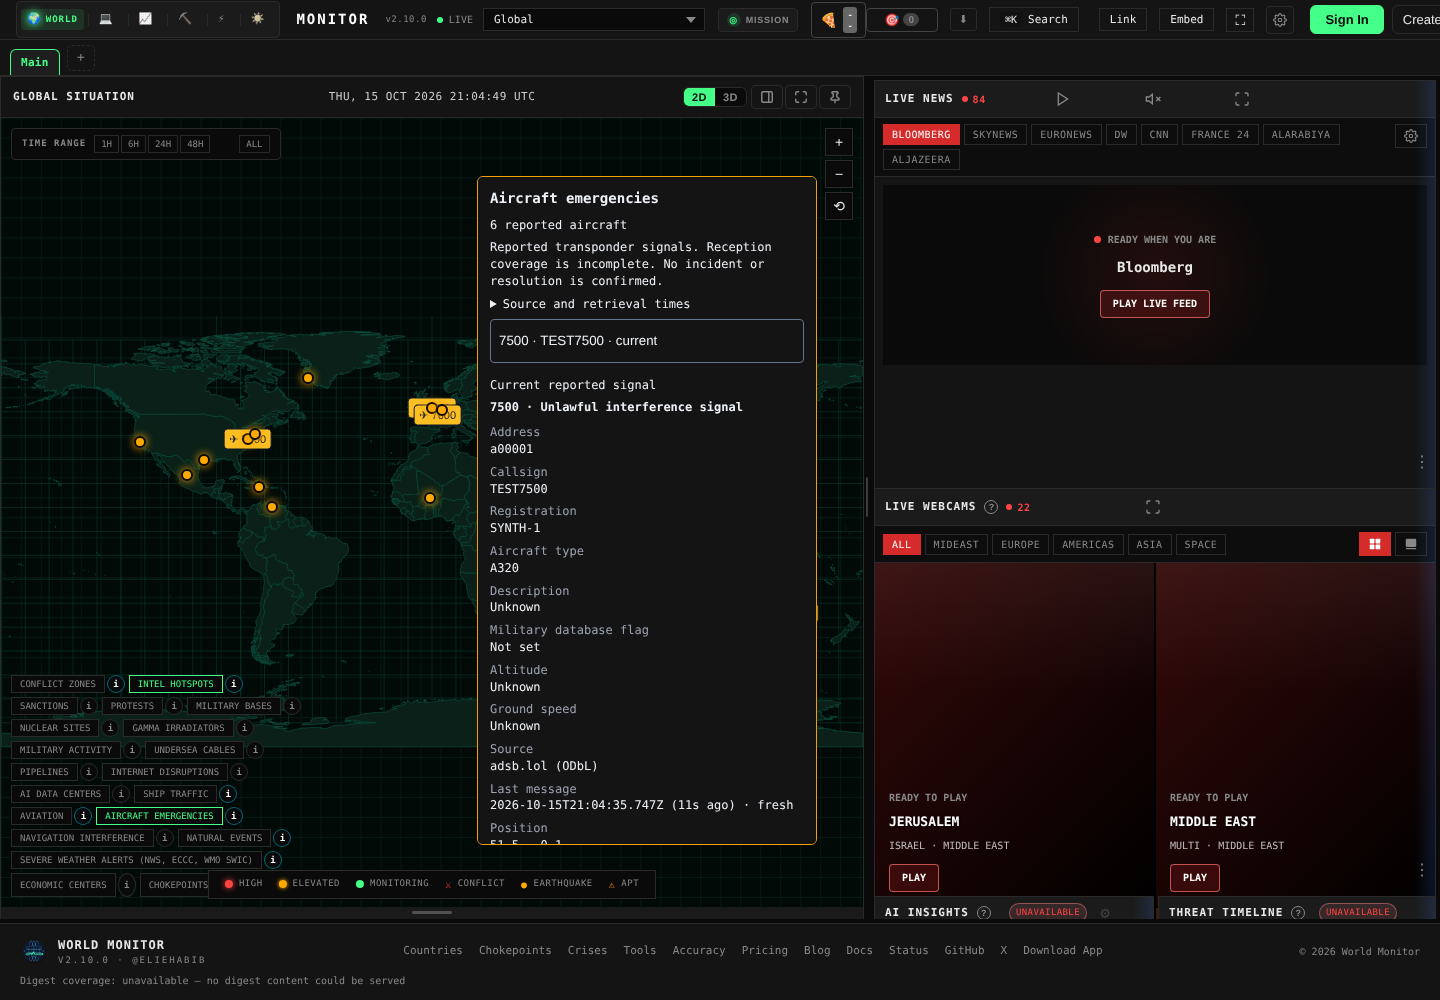 WORLD MONITOR v2.10.0 LIVE Global MISSION - - 0 ⌘K Search Link Embed Sign In Create
Main +
GLOBAL SITUATION THU, 15 OCT 2026 21:04:49 UTC 2D 3D
TIME RANGE 1H 6H 24H 48H ALL
+
−
Aircraft emergencies
6 reported aircraft
Reported transponder signals. Reception
coverage is incomplete. No incident or
resolution is confirmed.
▶ Source and retrieval times
7500 · TEST7500 · current
Current reported signal
7500 · Unlawful interference signal
Address
a00001
Callsign
TEST7500
Registration
SYNTH-1
Aircraft type
A320
Description
Unknown
Military database flag
Not set
Altitude
Unknown
Ground speed
Unknown
Source
adsb.lol (ODbL)
Last message
2026-10-15T21:04:35.747Z (11s ago) · fresh
Position
CONFLICT ZONES i INTEL HOTSPOTS i
SANCTIONS i PROTESTS i MILITARY BASES i
NUCLEAR SITES i GAMMA IRRADIATORS i
MILITARY ACTIVITY i UNDERSEA CABLES i
PIPELINES i INTERNET DISRUPTIONS i
AI DATA CENTERS i SHIP TRAFFIC i
AVIATION i AIRCRAFT EMERGENCIES i
NAVIGATION INTERFERENCE i NATURAL EVENTS i
SEVERE WEATHER ALERTS (NWS, ECCC, WMO SWIC) i
ECONOMIC CENTERS i CHOKEPOINTS
HIGH ELEVATED MONITORING CONFLICT EARTHQUAKE APT
LIVE NEWS 84
BLOOMBERG SKYNEWS EURONEWS DW CNN FRANCE 24 ALARABIYA
ALJAZEERA
READY WHEN YOU ARE
Bloomberg
PLAY LIVE FEED
LIVE WEBCAMS ? 22
ALL MIDEAST EUROPE AMERICAS ASIA SPACE
READY TO PLAY
JERUSALEM
ISRAEL · MIDDLE EAST
PLAY
READY TO PLAY
MIDDLE EAST
MULTI · MIDDLE EAST
PLAY
AI INSIGHTS ? UNAVAILABLE
THREAT TIMELINE ? UNAVAILABLE
WORLD MONITOR
V2.10.0 · @ELIEHABIB
Countries Chokepoints Crises Tools Accuracy Pricing Blog Docs Status GitHub X Download App
© 2026 World Monitor
Digest coverage: unavailable — no digest content could be served